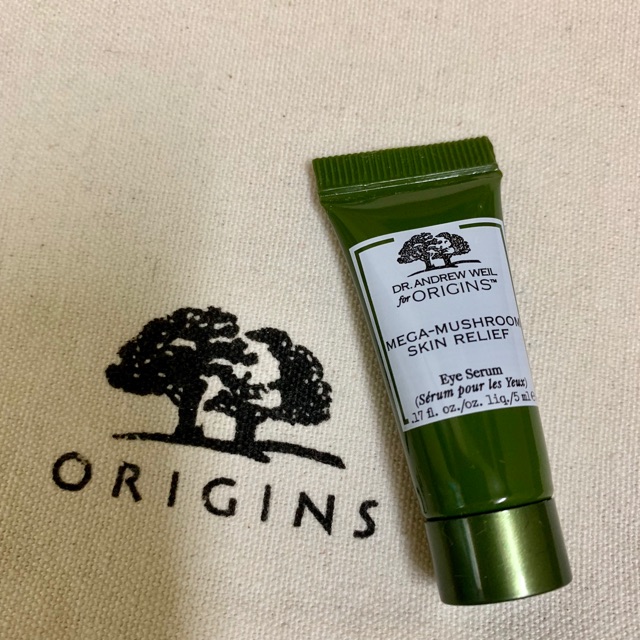 ORIGINS
DR. ANDREW WEIL
for ORIGINS™
MEGA-MUSHROOM
SKIN RELIEF
Eye Serum
(Sérum pour les Yeux)
.17 fl. oz./oz. liq./5 ml e